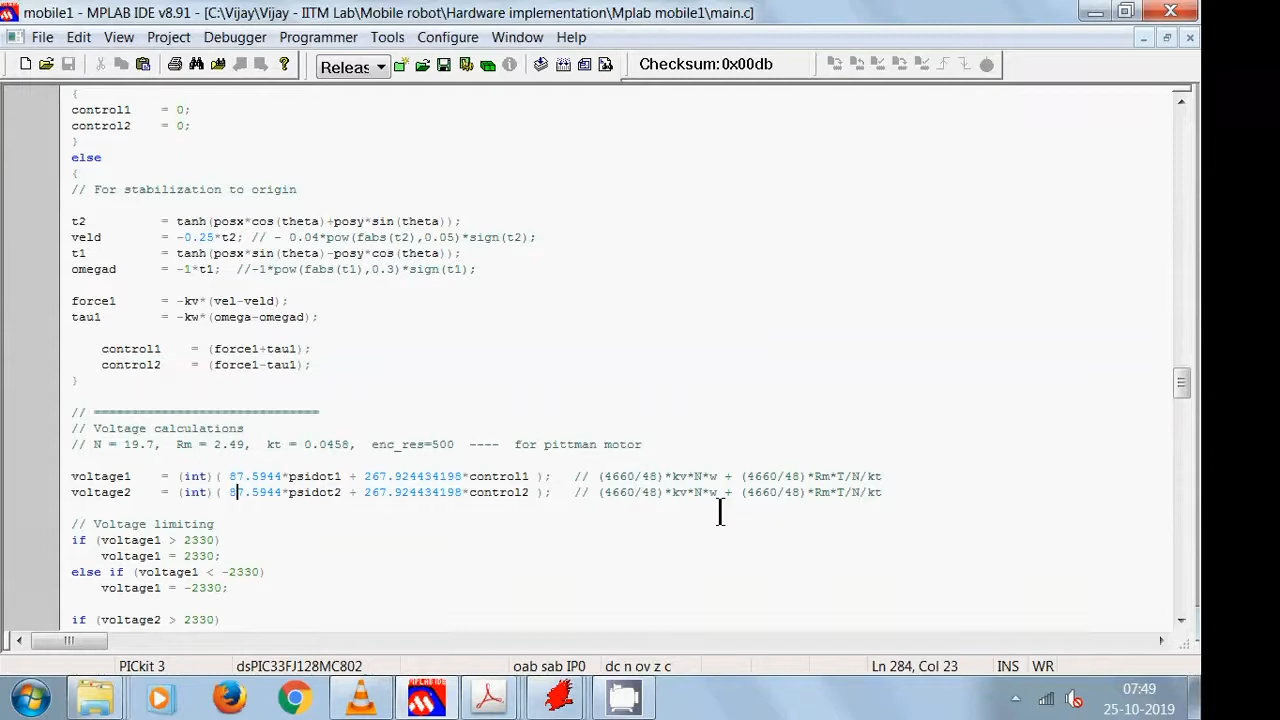 mobile1 - MPLAB IDE v8.91 - [C:\Vijay\Vijay - IITM Lab\Mobile robot\Hardware implementation\Mplab mobile1\main.c]
File Edit View Project Debugger Programmer Tools Configure Window Help
Releas Checksum: 0x00db
{
control1 = 0;
control2 = 0;
}
else
{
// For stabilization to origin
t2 = tanh(posx*cos(theta)+posy*sin(theta));
veld = -0.25*t2; // - 0.04*pow(fabs(t2),0.05)*sign(t2);
t1 = tanh(posx*sin(theta)-posy*cos(theta));
omegad = -1*t1; //-1*pow(fabs(t1),0.3)*sign(t1);
force1 = -kv*(vel-veld);
tau1 = -kw*(omega-omegad);
control1 = (force1+tau1);
control2 = (force1-tau1);
}
// ==============================
// Voltage calculations
// N = 19.7, Rm = 2.49, kt = 0.0458, enc_res=500 ---- for pittman motor
voltage1 = (int)( 87.5944*psidot1 + 267.924434198*control1 ); // (4660/48)*kv*N*w + (4660/48)*Rm*T/N/kt
voltage2 = (int)( 87.5944*psidot2 + 267.924434198*control2 ); // (4660/48)*kv*N*w + (4660/48)*Rm*T/N/kt
// Voltage limiting
if (voltage1 > 2330)
voltage1 = 2330;
else if (voltage1 < -2330)
voltage1 = -2330;
if (voltage2 > 2330)
PICkit 3 dsPIC33FJ128MC802 oab sab IP0 dc n ov z c Ln 284, Col 23 INS WR
MPLAB IDE
07:49
25-10-2019